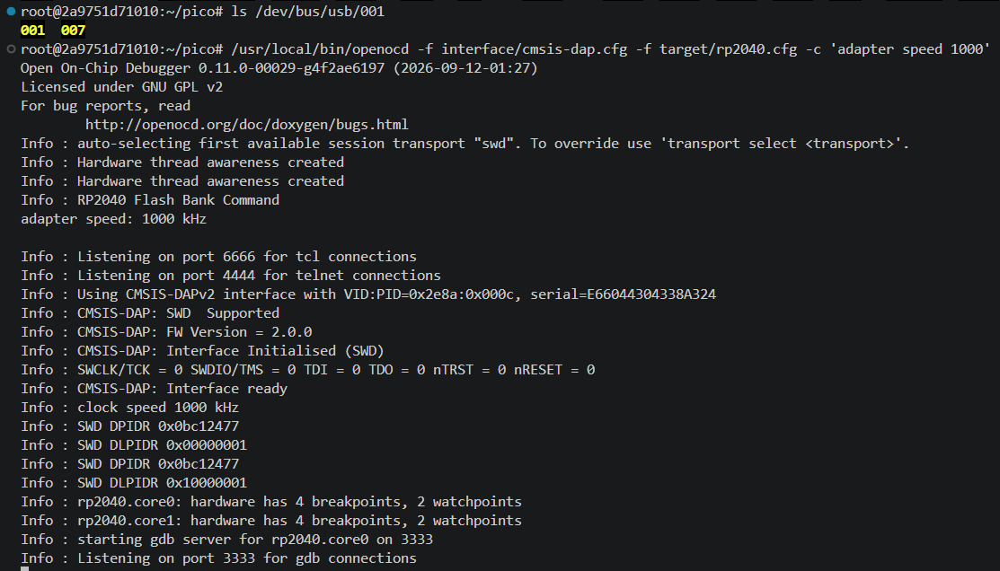 root@2a9751d71010:~/pico# ls /dev/bus/usb/001
001  007
root@2a9751d71010:~/pico# /usr/local/bin/openocd -f interface/cmsis-dap.cfg -f target/rp2040.cfg -c 'adapter speed 1000'
Open On-Chip Debugger 0.11.0-00029-g4f2ae6197 (2026-09-12-01:27)
Licensed under GNU GPL v2
For bug reports, read
        http://openocd.org/doc/doxygen/bugs.html
Info : auto-selecting first available session transport "swd". To override use 'transport select <transport>'.
Info : Hardware thread awareness created
Info : Hardware thread awareness created
Info : RP2040 Flash Bank Command
adapter speed: 1000 kHz

Info : Listening on port 6666 for tcl connections
Info : Listening on port 4444 for telnet connections
Info : Using CMSIS-DAPv2 interface with VID:PID=0x2e8a:0x000c, serial=E66044304338A324
Info : CMSIS-DAP: SWD  Supported
Info : CMSIS-DAP: FW Version = 2.0.0
Info : CMSIS-DAP: Interface Initialised (SWD)
Info : SWCLK/TCK = 0 SWDIO/TMS = 0 TDI = 0 TDO = 0 nTRST = 0 nRESET = 0
Info : CMSIS-DAP: Interface ready
Info : clock speed 1000 kHz
Info : SWD DPIDR 0x0bc12477
Info : SWD DLPIDR 0x00000001
Info : SWD DPIDR 0x0bc12477
Info : SWD DLPIDR 0x10000001
Info : rp2040.core0: hardware has 4 breakpoints, 2 watchpoints
Info : rp2040.core1: hardware has 4 breakpoints, 2 watchpoints
Info : starting gdb server for rp2040.core0 on 3333
Info : Listening on port 3333 for gdb connections